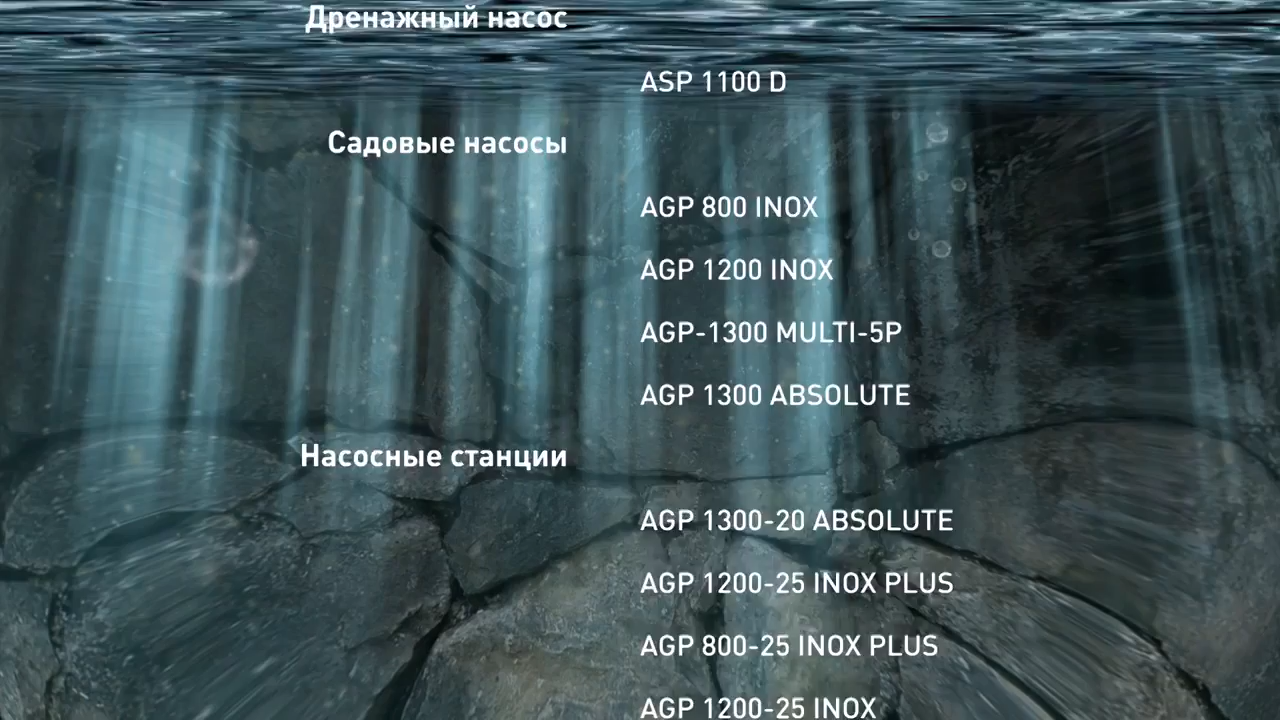 Дренажный насос
ASP 1100 D
Садовые насосы
AGP 800 INOX
AGP 1200 INOX
AGP-1300 MULTI-5P
AGP 1300 ABSOLUTE
Насосные станции
AGP 1300-20 ABSOLUTE
AGP 1200-25 INOX PLUS
AGP 800-25 INOX PLUS
AGP 1200-25 INOX